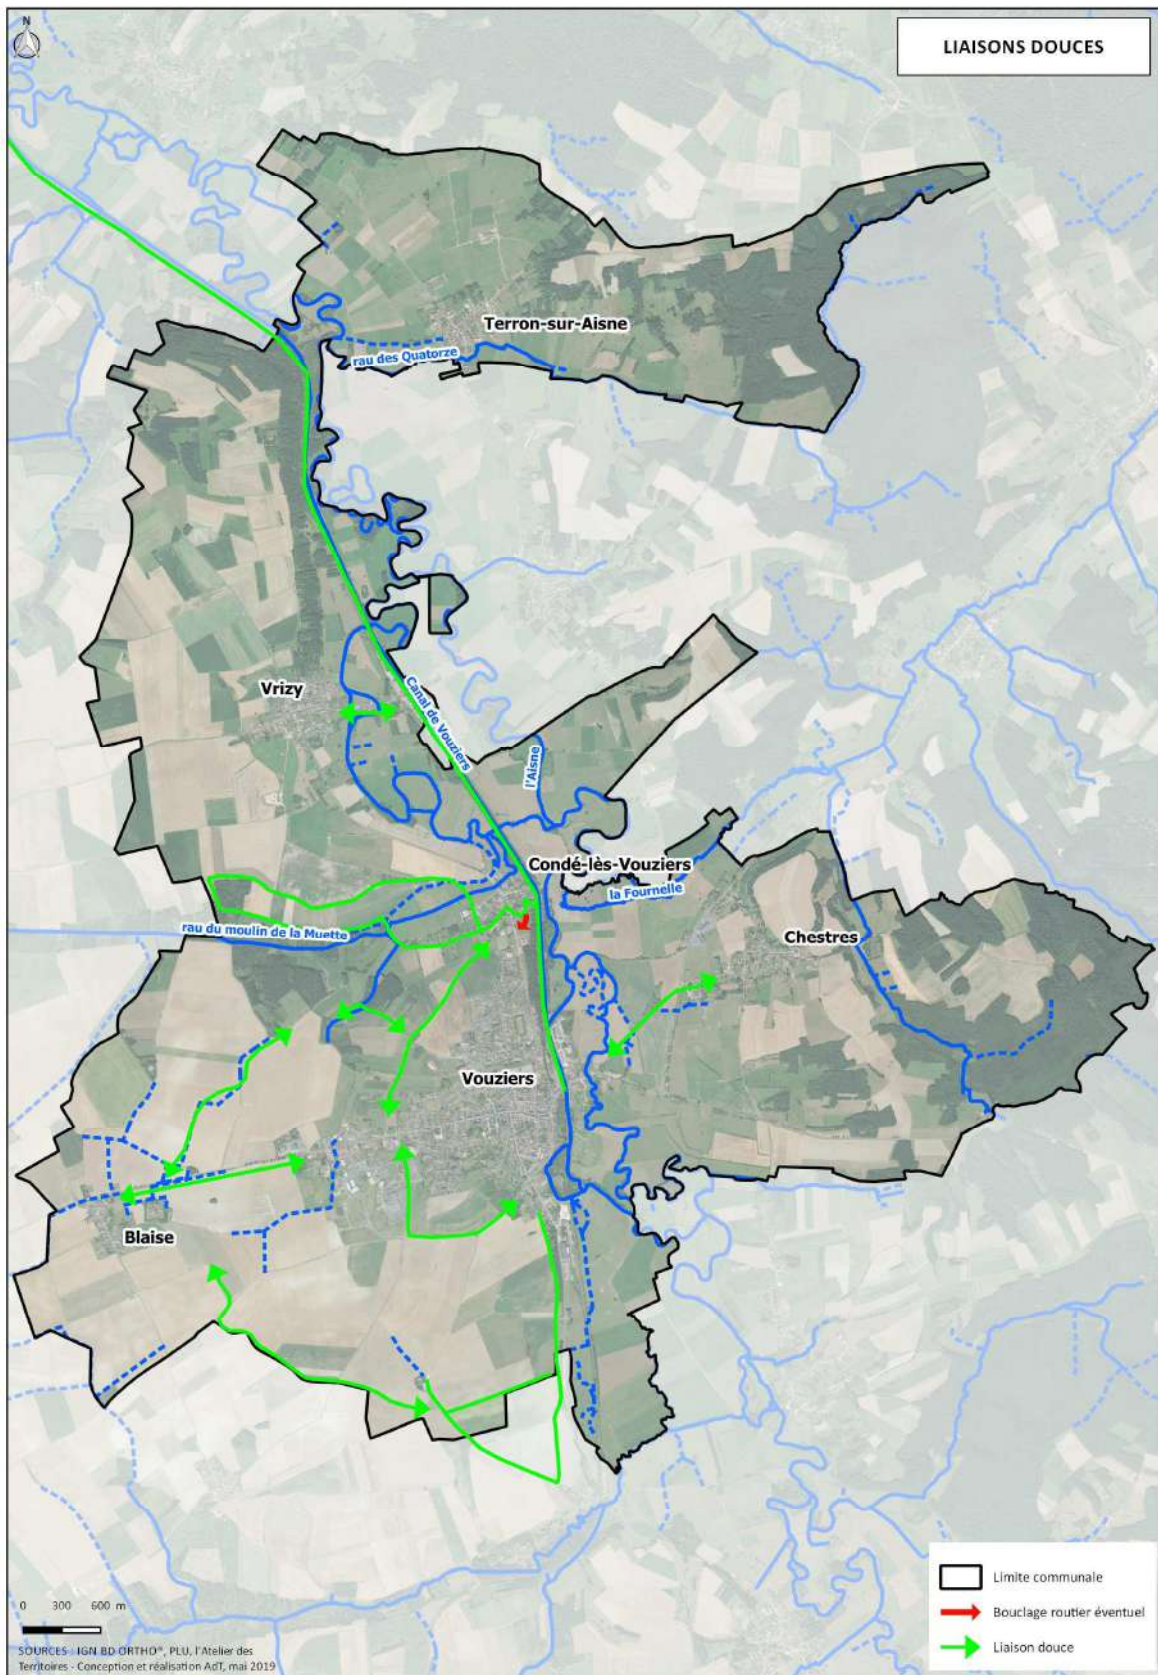 N
LIAISONS DOUCES
Terron-sur-Aisne
rau des Quatorze
Vrizy
Canal de Vouziers
l'Aisne
Condé-lès-Vouziers
la Fournelle
rau du moulin de la Muette
Chestres
Vouziers
Blaise
Limite communale
Bouclage routier éventuel
Liaison douce
0 300 600 m
SOURCES : IGN BD ORTHO®, PLU, l'Atelier des
Territoires - Conception et réalisation AdT, mai 2019